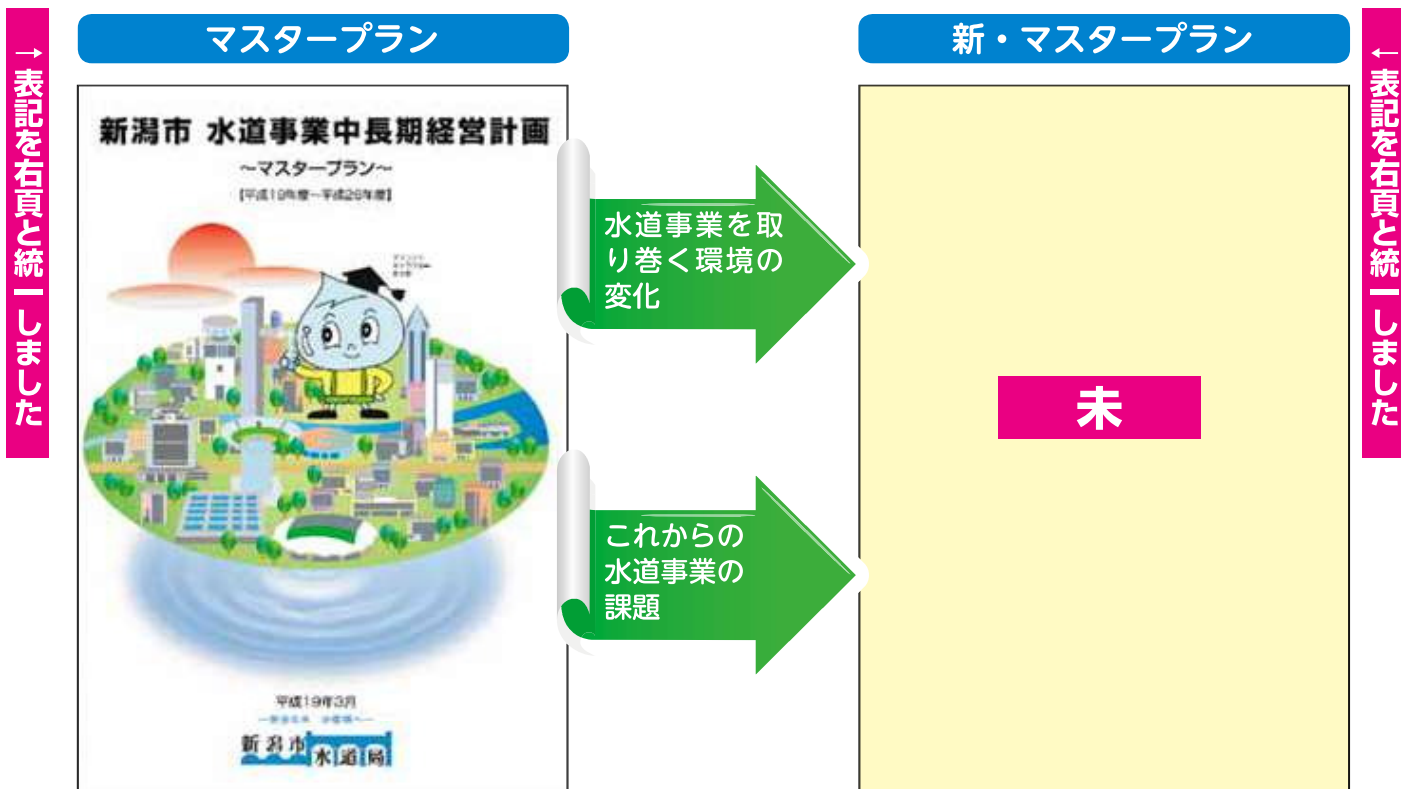 →表記を右頁と統一しました
マスタープラン
新潟市 水道事業中長期経営計画
～マスタープラン～
【平成19年度～平成26年度】
平成19年3月
新潟市水道局
水道事業を取
り巻く環境の
変化
これからの
水道事業の
課題
新・マスタープラン
未
←表記を右頁と統一しました